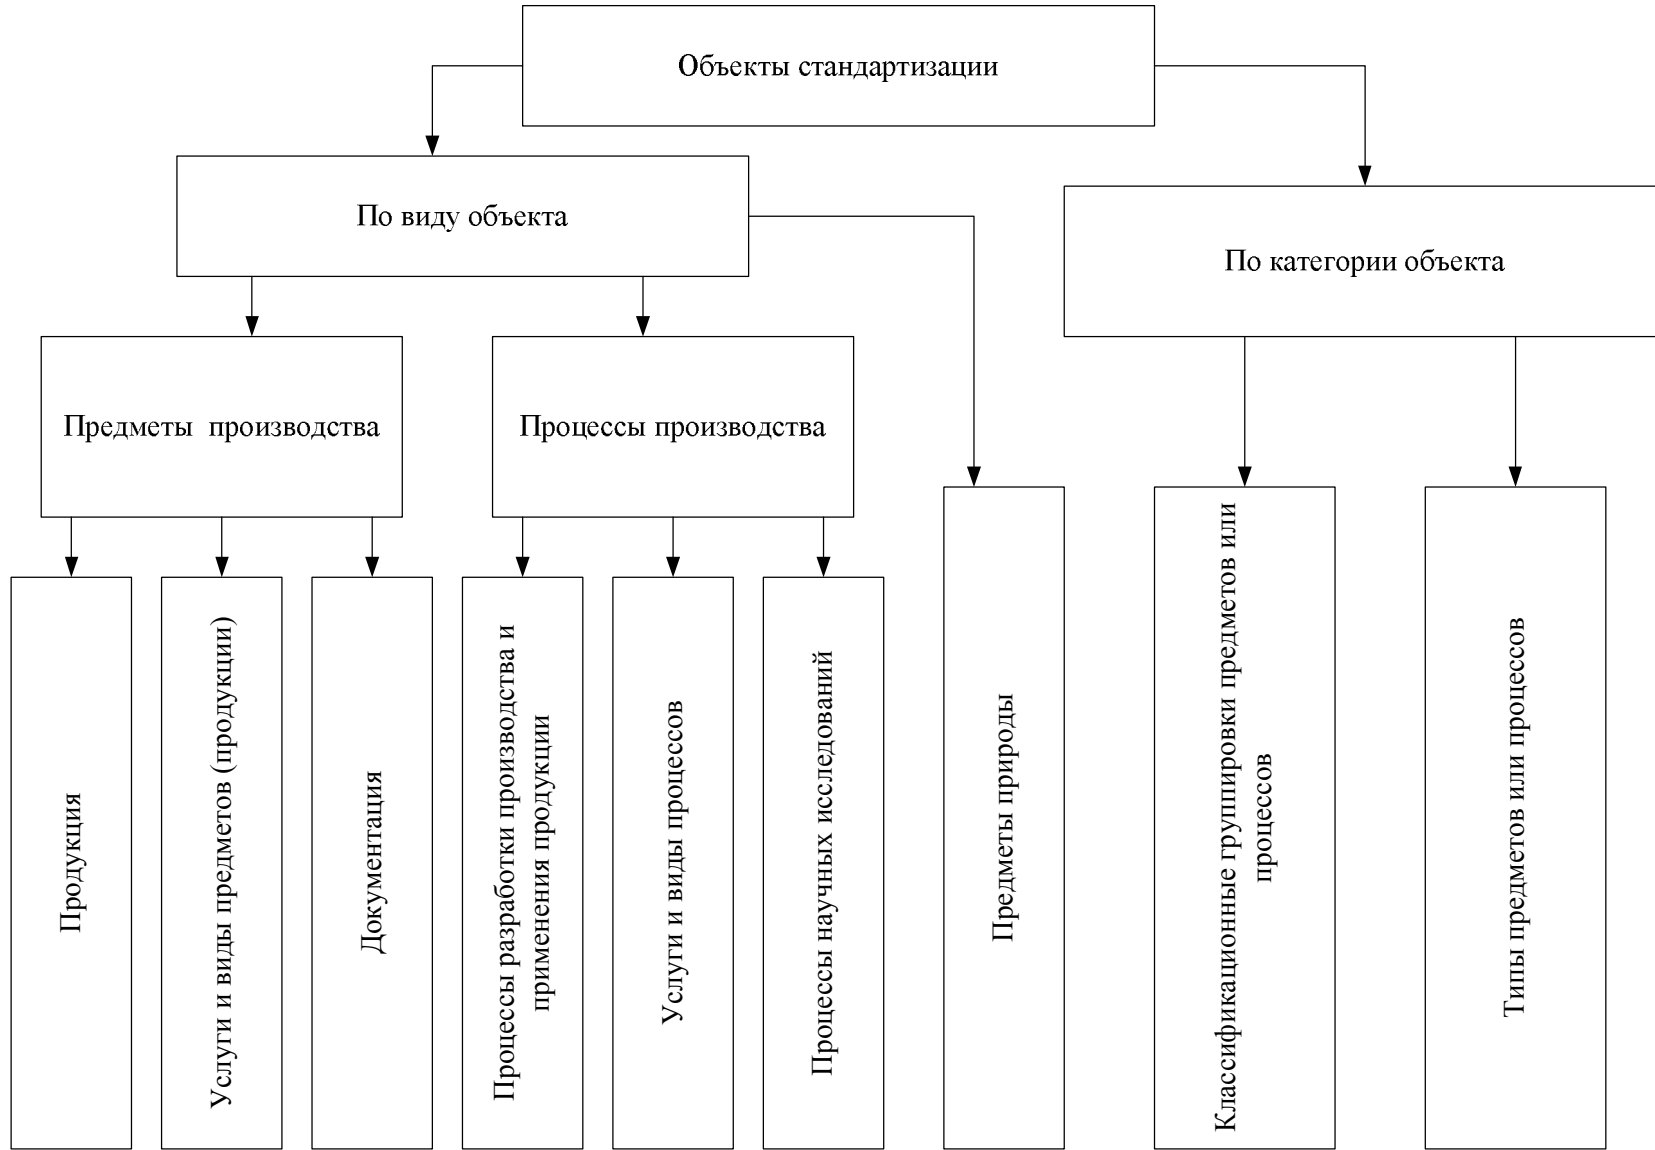 Объекты стандартизации
По виду объекта
По категории объекта
Предметы производства
Процессы производства
Продукция
Услуги и виды предметов (продукции)
Документация
Процессы разработки производства и
применения продукции
Услуги и виды процессов
Процессы научных исследований
Предметы природы
Классификационные группировки предметов или
процессов
Типы предметов или процессов